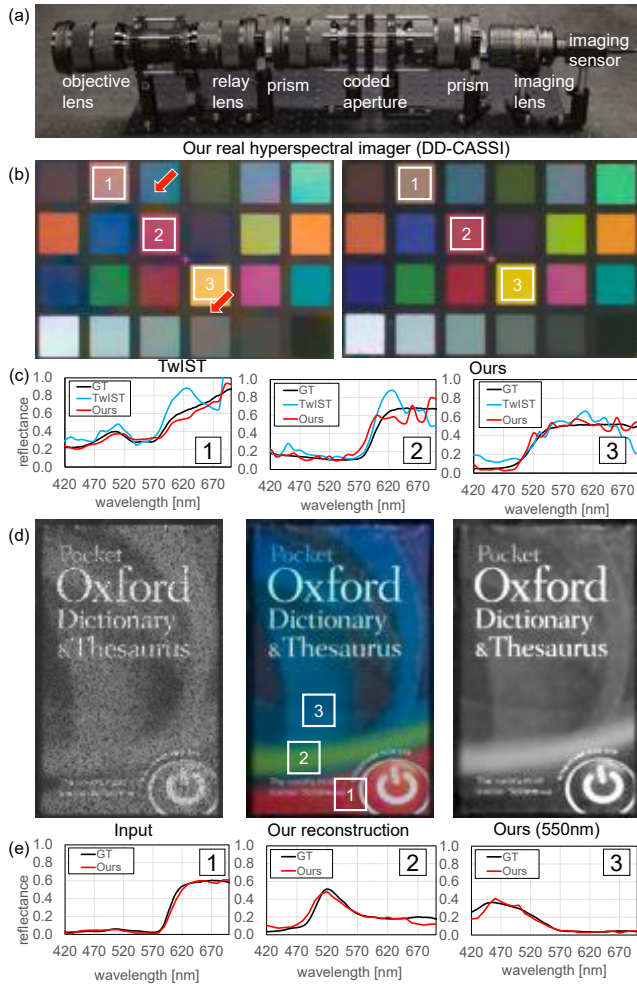 (a)
objective
lens
relay
lens
prism
coded
aperture
prism
imaging
lens
imaging
sensor
Our real hyperspectral imager (DD-CASSI)
(b)
1
2
3
1
2
3
TwIST
Ours
(c)
reflectance
1.0
0.8
0.6
0.4
0.2
0.0
GT
TwIST
Ours
1
420 470 520 570 620 670
wavelength [nm]
1.0
0.8
0.6
0.4
0.2
0.0
GT
TwIST
Ours
2
420 470 520 570 620 670
wavelength [nm]
1.0
0.8
0.6
0.4
0.2
0.0
GT
TwIST
Ours
3
420 470 520 570 620 670
wavelength [nm]
(d)
Pocket
Oxford
Dictionary
& Thesaurus
Pocket
Oxford
Dictionary
& Thesaurus
3
2
1
Pocket
Oxford
Dictionary
& Thesaurus
Input
Our reconstruction
Ours (550nm)
(e)
reflectance
1.0
0.8
0.6
0.4
0.2
0.0
GT
Ours
1
420 470 520 570 620 670
wavelength [nm]
1.0
0.8
0.6
0.4
0.2
0.0
GT
Ours
2
420 470 520 570 620 670
wavelength [nm]
1.0
0.8
0.6
0.4
0.2
0.0
GT
Ours
3
420 470 520 570 620 670
wavelength [nm]